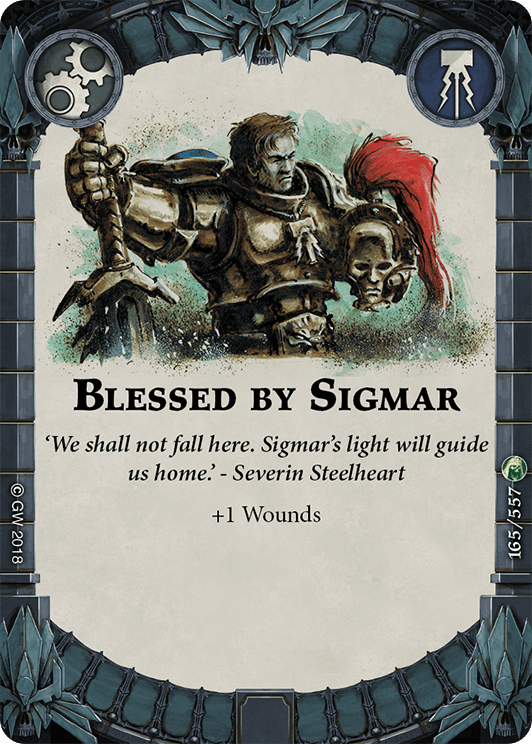 Blessed by Sigmar
‘We shall not fall here. Sigmar’s light will guide
us home.’ - Severin Steelheart
+1 Wounds
© GW 2018
165/557